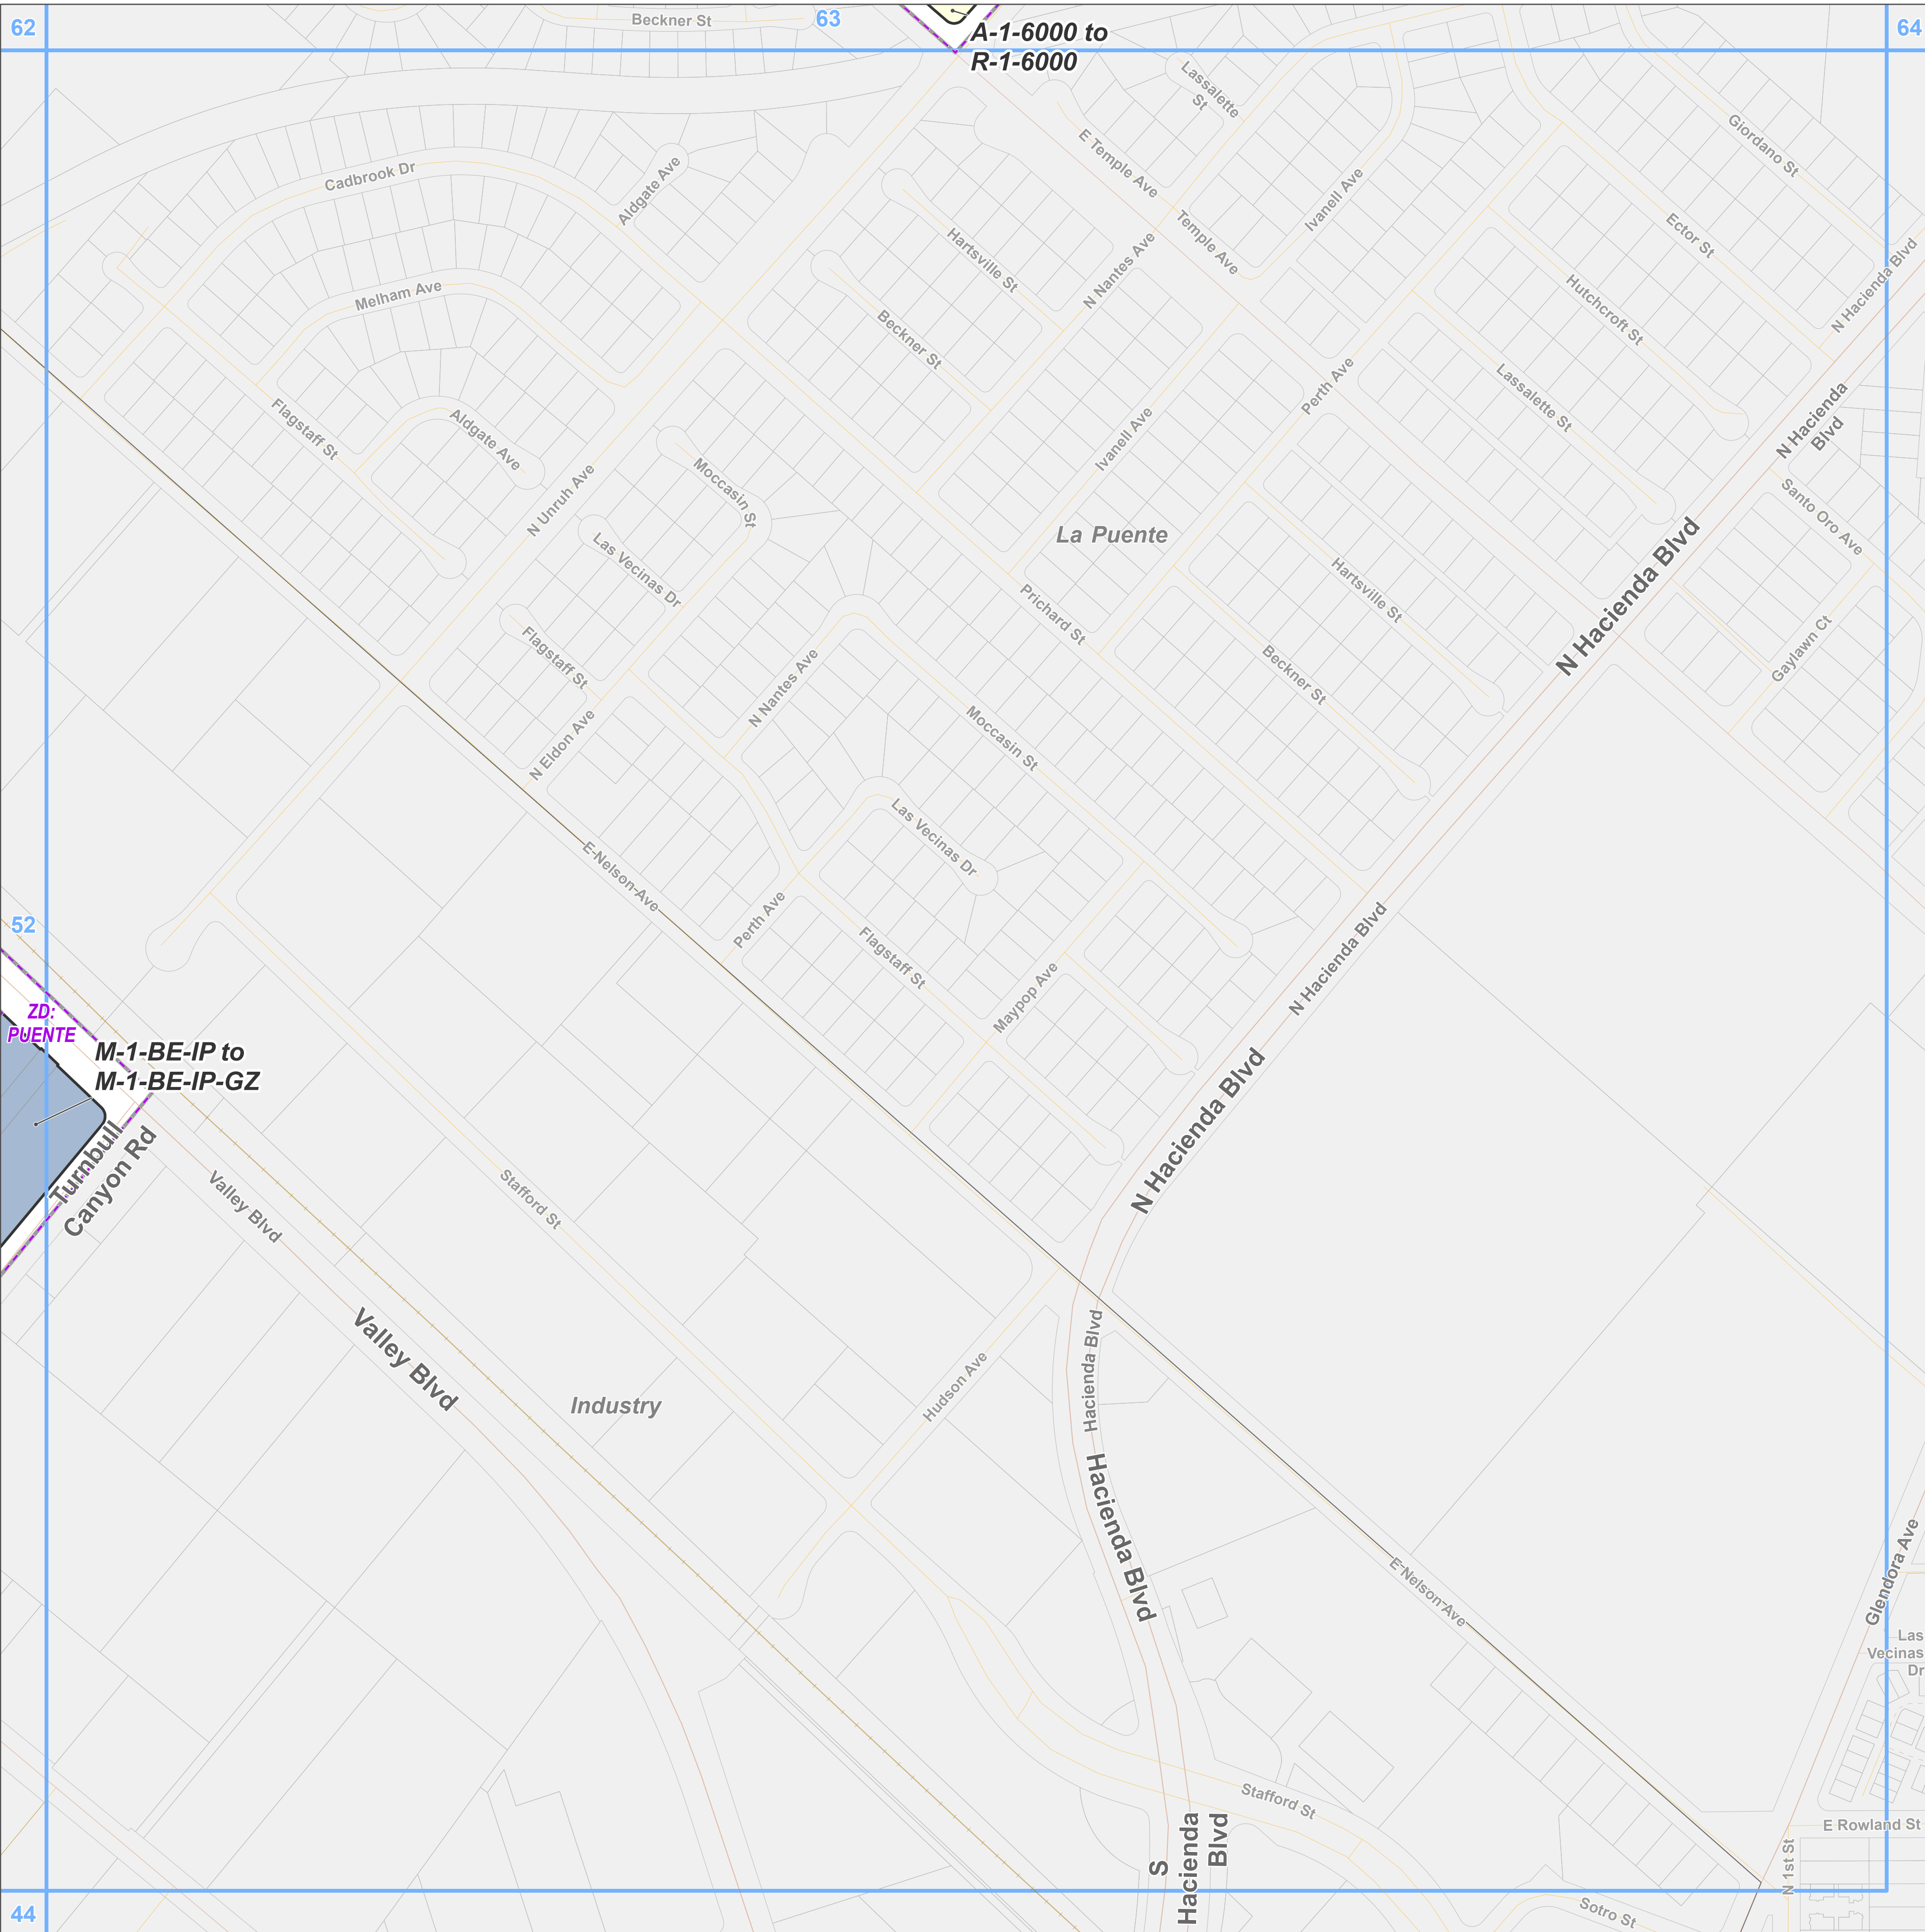 62
Beckner St
63
64
A-1-6000 to
R-1-6000
Lassalette
St
Giordano St
E Temple Ave
Cadbrook Dr
Aldgate Ave
Ivanell Ave
Temple Ave
Ector St
Hartsville St
N Nantes Ave
N Hacienda Blvd
Melham Ave
Hutchcroft St
Beckner St
Perth Ave
Lassalette St
N Hacienda
Blvd
Flagstaff St
Aldgate Ave
Ivanell Ave
N Unruh Ave
Moccasin St
Santo Oro Ave
La Puente
N Hacienda Blvd
Las Vecinas Dr
Hartsville St
Prichard St
Gaylawn Ct
Flagstaff St
N Nantes Ave
Beckner St
N Eldon Ave
Moccasin St
Las Vecinas Dr
E Nelson Ave
52
Perth Ave
Flagstaff St
N Hacienda Blvd
Maypop Ave
ZD:
PUENTE
M-1-BE-IP to
M-1-BE-IP-GZ
N Hacienda Blvd
Turnbull
Canyon Rd
Valley Blvd
Stafford St
Valley Blvd
Hacienda Blvd
Industry
Hudson Ave
Hacienda Blvd
E Nelson Ave
Glendora Ave
Las
Vecinas
Dr
Stafford St
E Rowland St
S
Hacienda
Blvd
N 1st St
44
Sotro St